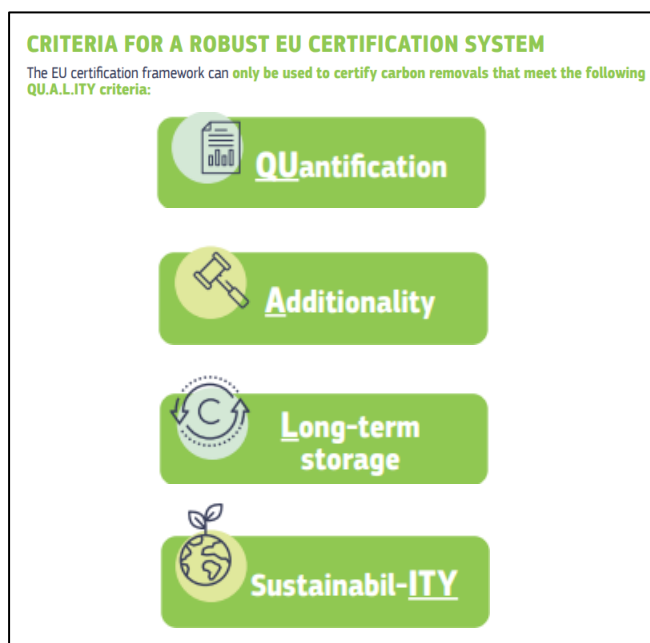 CRITERIA FOR A ROBUST EU CERTIFICATION SYSTEM
The EU certification framework can only be used to certify carbon removals that meet the following
QU.A.L.ITY criteria:
QUantification
Additionality
C
Long-term
storage
Sustainabil-ITY